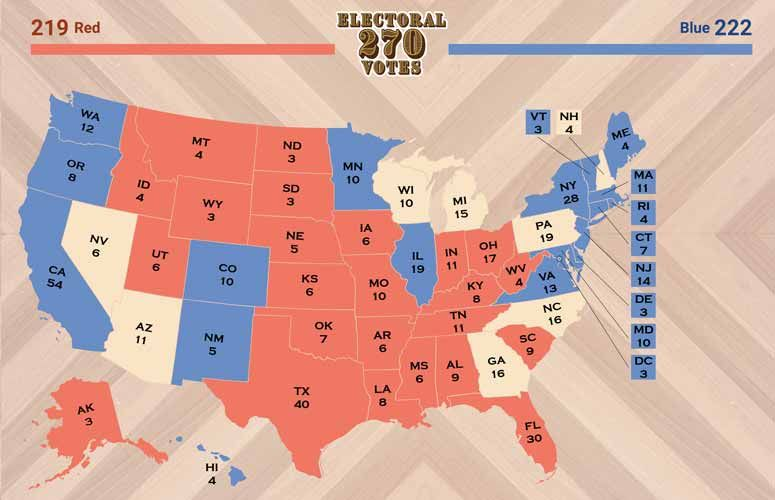 219 Red
ELECTORAL
270
VOTES
Blue 222
WA
12
OR
8
CA
54
NV
6
ID
4
MT
4
WY
3
UT
6
AZ
11
CO
10
NM
5
ND
3
SD
3
NE
5
KS
6
OK
7
TX
40
MN
10
IA
6
MO
10
AR
6
LA
8
WI
10
IL
19
MI
15
IN
11
OH
17
KY
8
TN
11
MS
6
AL
9
GA
16
FL
30
SC
9
NC
16
VA
13
WV
4
PA
19
NY
28
VT
3
NH
4
ME
4
MA
11
RI
4
CT
7
NJ
14
DE
3
MD
10
DC
3
AK
3
HI
4